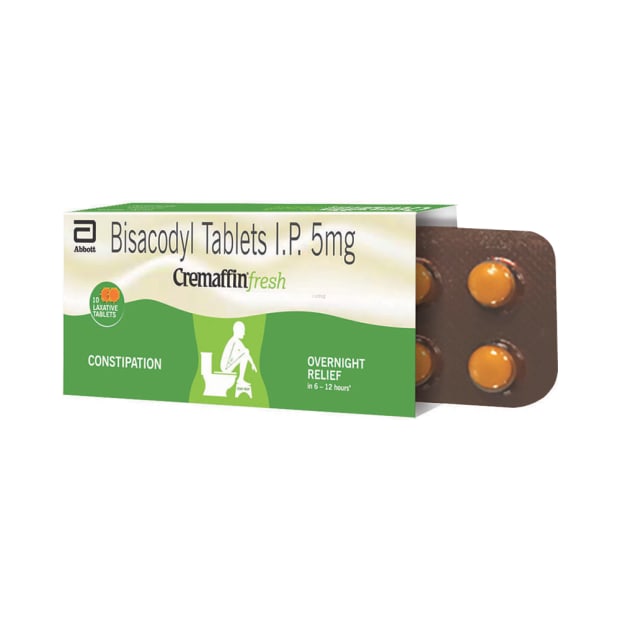 Abbott
Bisacodyl Tablets I.P. 5mg
Cremaffin fresh
10
LAXATIVE
TABLETS
CONSTIPATION
OVERNIGHT
RELIEF
in 6 – 12 hours*